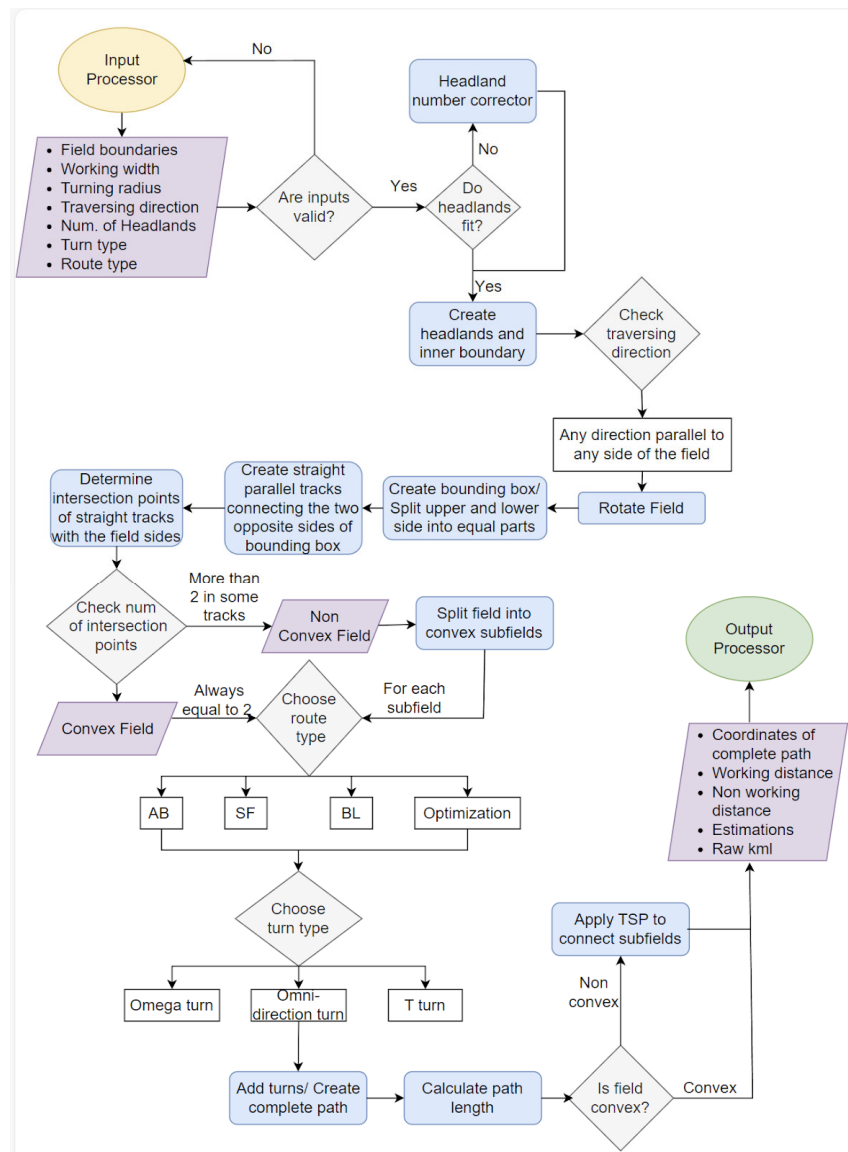 Input
Processor
No
Headland
number corrector
• Field boundaries
• Working width
• Turning radius
• Traversing direction
• Num. of Headlands
• Turn type
• Route type
Are inputs
valid?
Yes
No
Do
headlands
fit?
Yes
Create
headlands and
inner boundary
Check
traversing
direction
Any direction parallel to
any side of the field
Rotate Field
Create bounding box/
Split upper and lower
side into equal parts
Create straight
parallel tracks
connecting the two
opposite sides of
bounding box
Determine
intersection points
of straight tracks
with the field sides
Check num
of intersection
points
More than
2 in some
tracks
Non
Convex Field
Split field into
convex subfields
Convex Field
Always
equal to 2
Choose
route
type
For each
subfield
AB
SF
BL
Optimization
Choose
turn type
Omega turn
Omni-
direction turn
T turn
Add turns/ Create
complete path
Calculate path
length
Is field
convex?
Non
convex
Convex
Apply TSP to
connect subfields
• Coordinates of
complete path
• Working distance
• Non working
distance
• Estimations
• Raw kml
Output
Processor